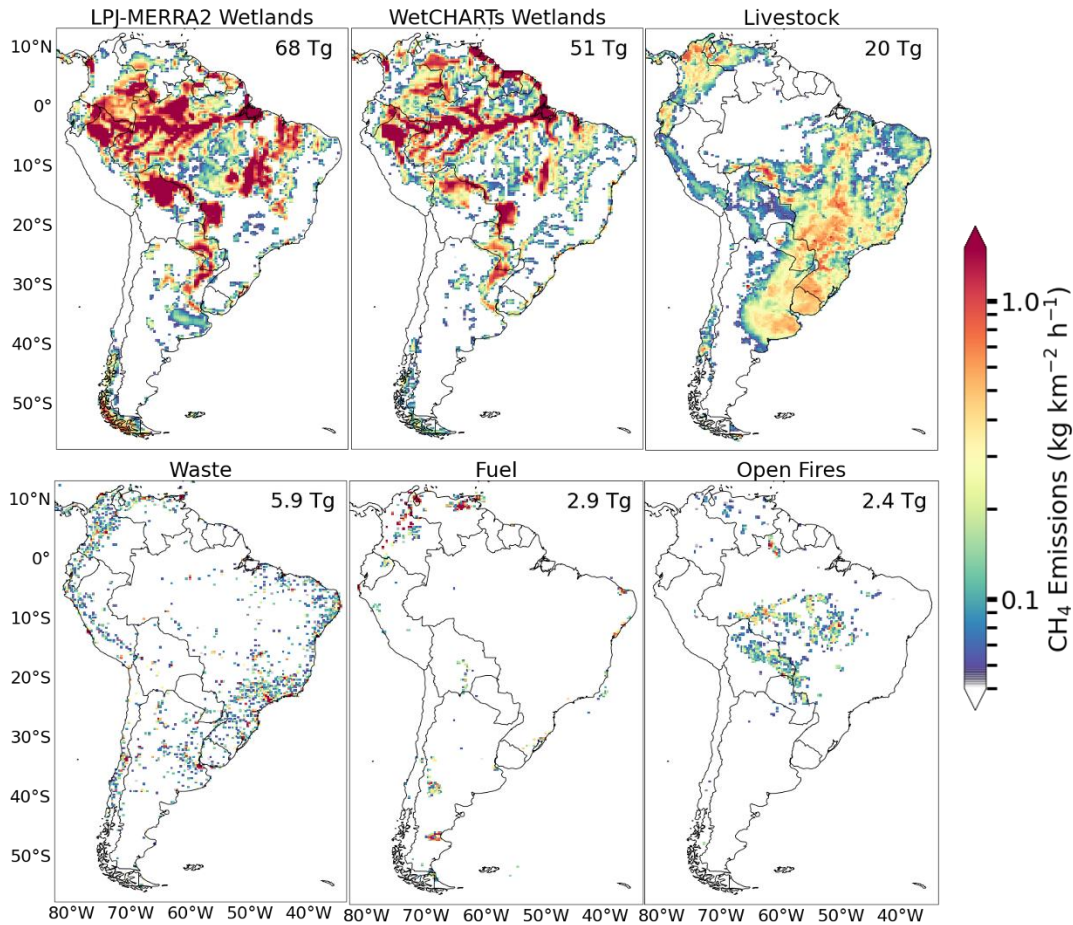 LPJ-MERRA2 Wetlands
WetCHARTs Wetlands
Livestock
68 Tg
51 Tg
20 Tg
10°N
0°
10°S
20°S
30°S
40°S
50°S
Waste
Fuel
Open Fires
5.9 Tg
2.9 Tg
2.4 Tg
10°N
0°
10°S
20°S
30°S
40°S
50°S
80°W 70°W 60°W 50°W 40°W
80°W 70°W 60°W 50°W 40°W
80°W 70°W 60°W 50°W 40°W
1.0
0.1
CH₄ Emissions (kg km⁻² h⁻¹)